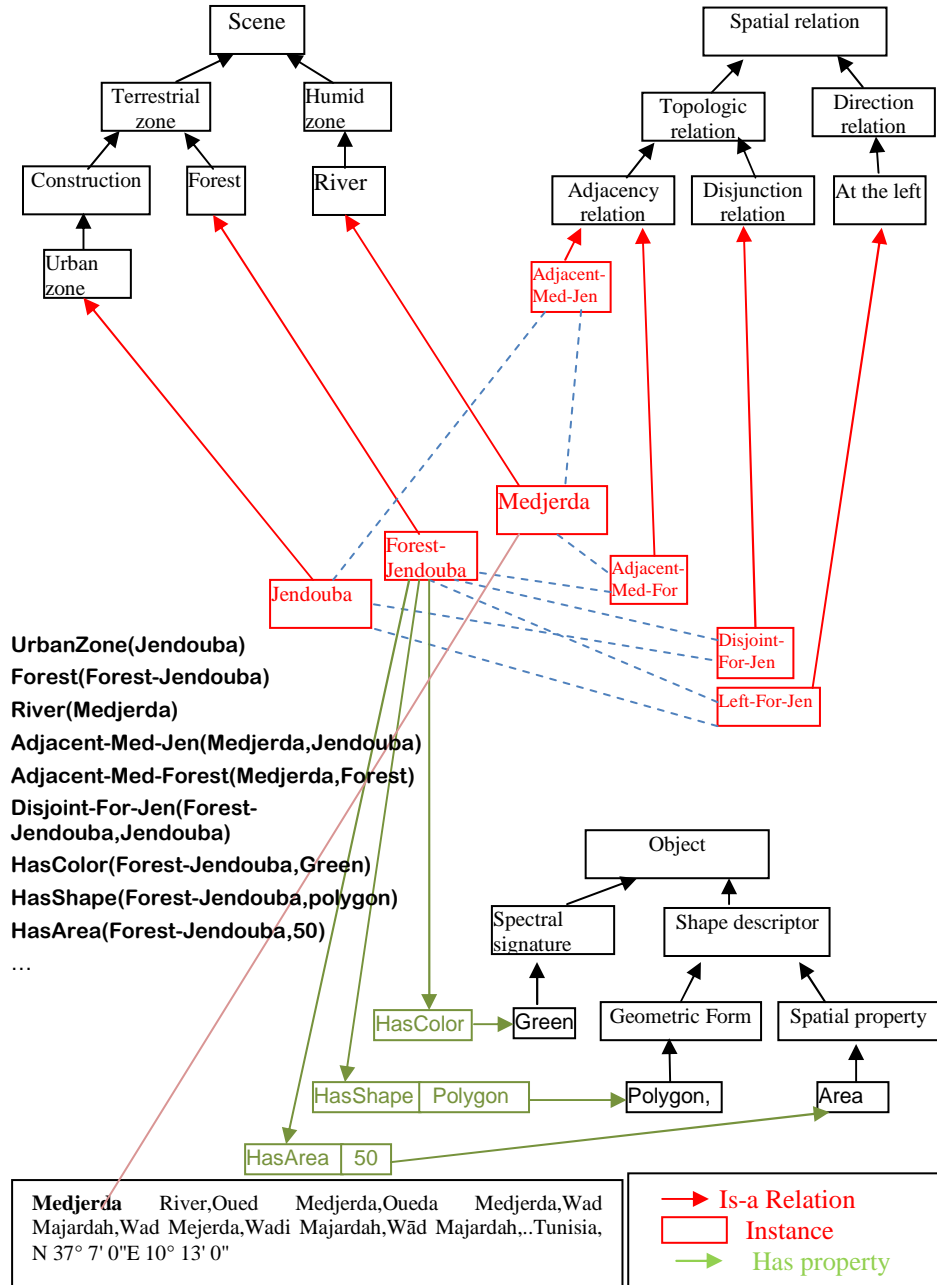 Scene
Spatial relation
Terrestrial
zone
Humid
zone
Topologic
relation
Direction
relation
Construction
Forest
River
Adjacency
relation
Disjunction
relation
At the left
Urban
zone
Adjacent-
Med-Jen
Medjerda
Forest-
Jendouba
Adjacent-
Med-For
Jendouba
Disjoint-
For-Jen
Left-For-Jen
UrbanZone(Jendouba)
Forest(Forest-Jendouba)
River(Medjerda)
Adjacent-Med-Jen(Medjerda,Jendouba)
Adjacent-Med-Forest(Medjerda,Forest)
Disjoint-For-Jen(Forest-
Jendouba,Jendouba)
HasColor(Forest-Jendouba,Green)
HasShape(Forest-Jendouba,polygon)
HasArea(Forest-Jendouba,50)
...
Object
Spectral
signature
Shape descriptor
HasColor
Green
Geometric Form
Spatial property
HasShape Polygon
Polygon,
Area
HasArea 50
Medjerda River,Oued Medjerda,Oueda Medjerda,Wad
Majardah,Wad Mejerda,Wadi Majardah,Wād Majardah,..Tunisia,
N 37° 7' 0"E 10° 13' 0"
Is-a Relation
Instance
Has property